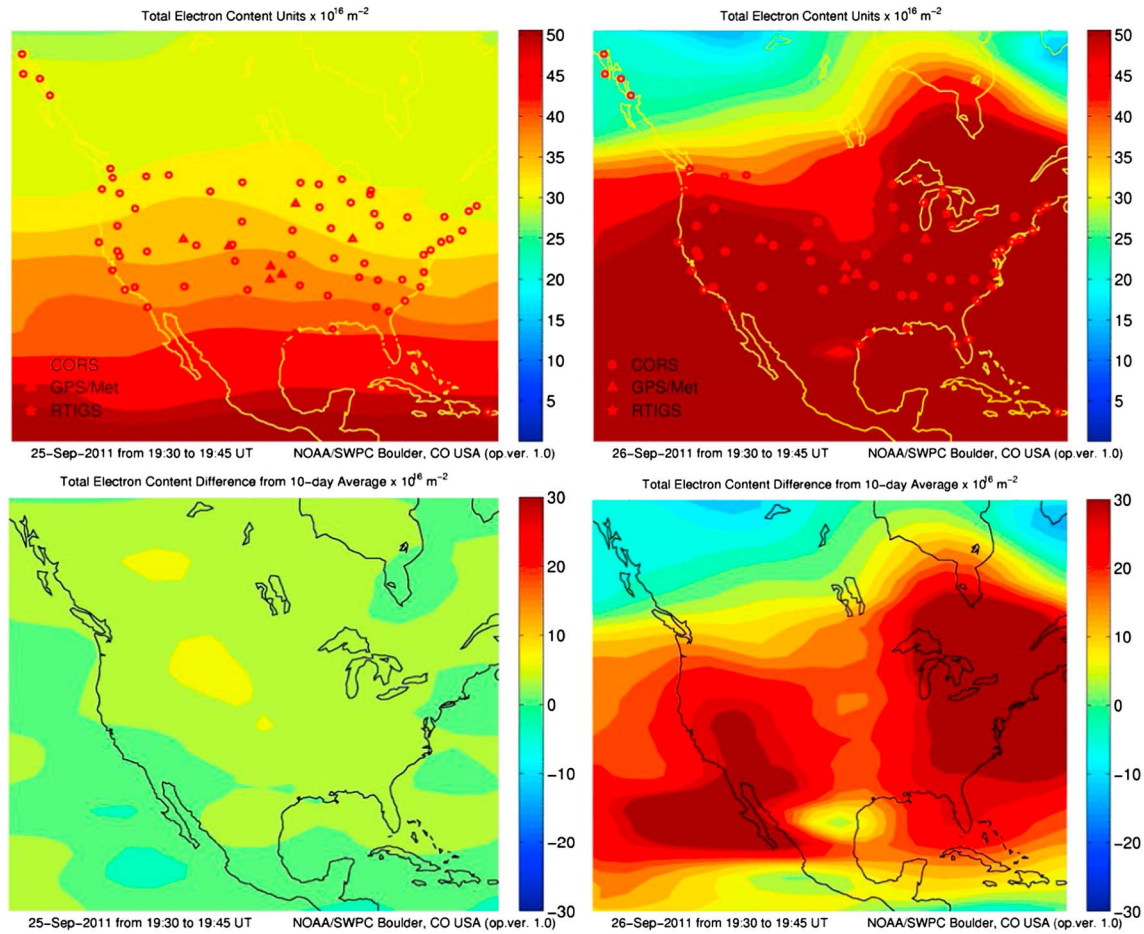 Total Electron Content Units x 10^16 m^-2
50
45
40
35
30
25
20
15
10
5
CORS
GPS/Met
RTIGS
25-Sep-2011 from 19:30 to 19:45 UT NOAA/SWPC Boulder, CO USA (op.ver. 1.0)
Total Electron Content Units x 10^16 m^-2
50
45
40
35
30
25
20
15
10
5
CORS
GPS/Met
RTIGS
26-Sep-2011 from 19:30 to 19:45 UT NOAA/SWPC Boulder, CO USA (op.ver. 1.0)
Total Electron Content Difference from 10-day Average x 10^16 m^-2
30
20
10
0
-10
-20
-30
25-Sep-2011 from 19:30 to 19:45 UT NOAA/SWPC Boulder, CO USA (op.ver. 1.0)
Total Electron Content Difference from 10-day Average x 10^16 m^-2
30
20
10
0
-10
-20
-30
26-Sep-2011 from 19:30 to 19:45 UT NOAA/SWPC Boulder, CO USA (op.ver. 1.0)